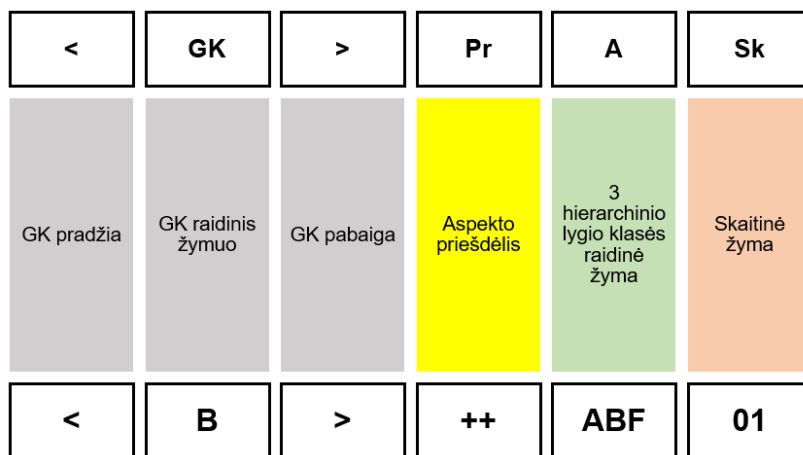 < GK > Pr A Sk
GK pradžia
GK raidinis
žymuo
GK pabaiga
Aspekto
priešdėlis
3
hierarchinio
lygio klasės
raidinė
žyma
Skaitinė
žyma
< B > ++ ABF 01